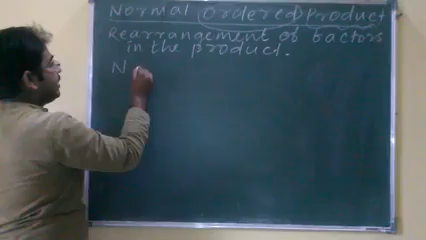 Normal (Ordered) Product
Rearrangement of factors
in the product.
N